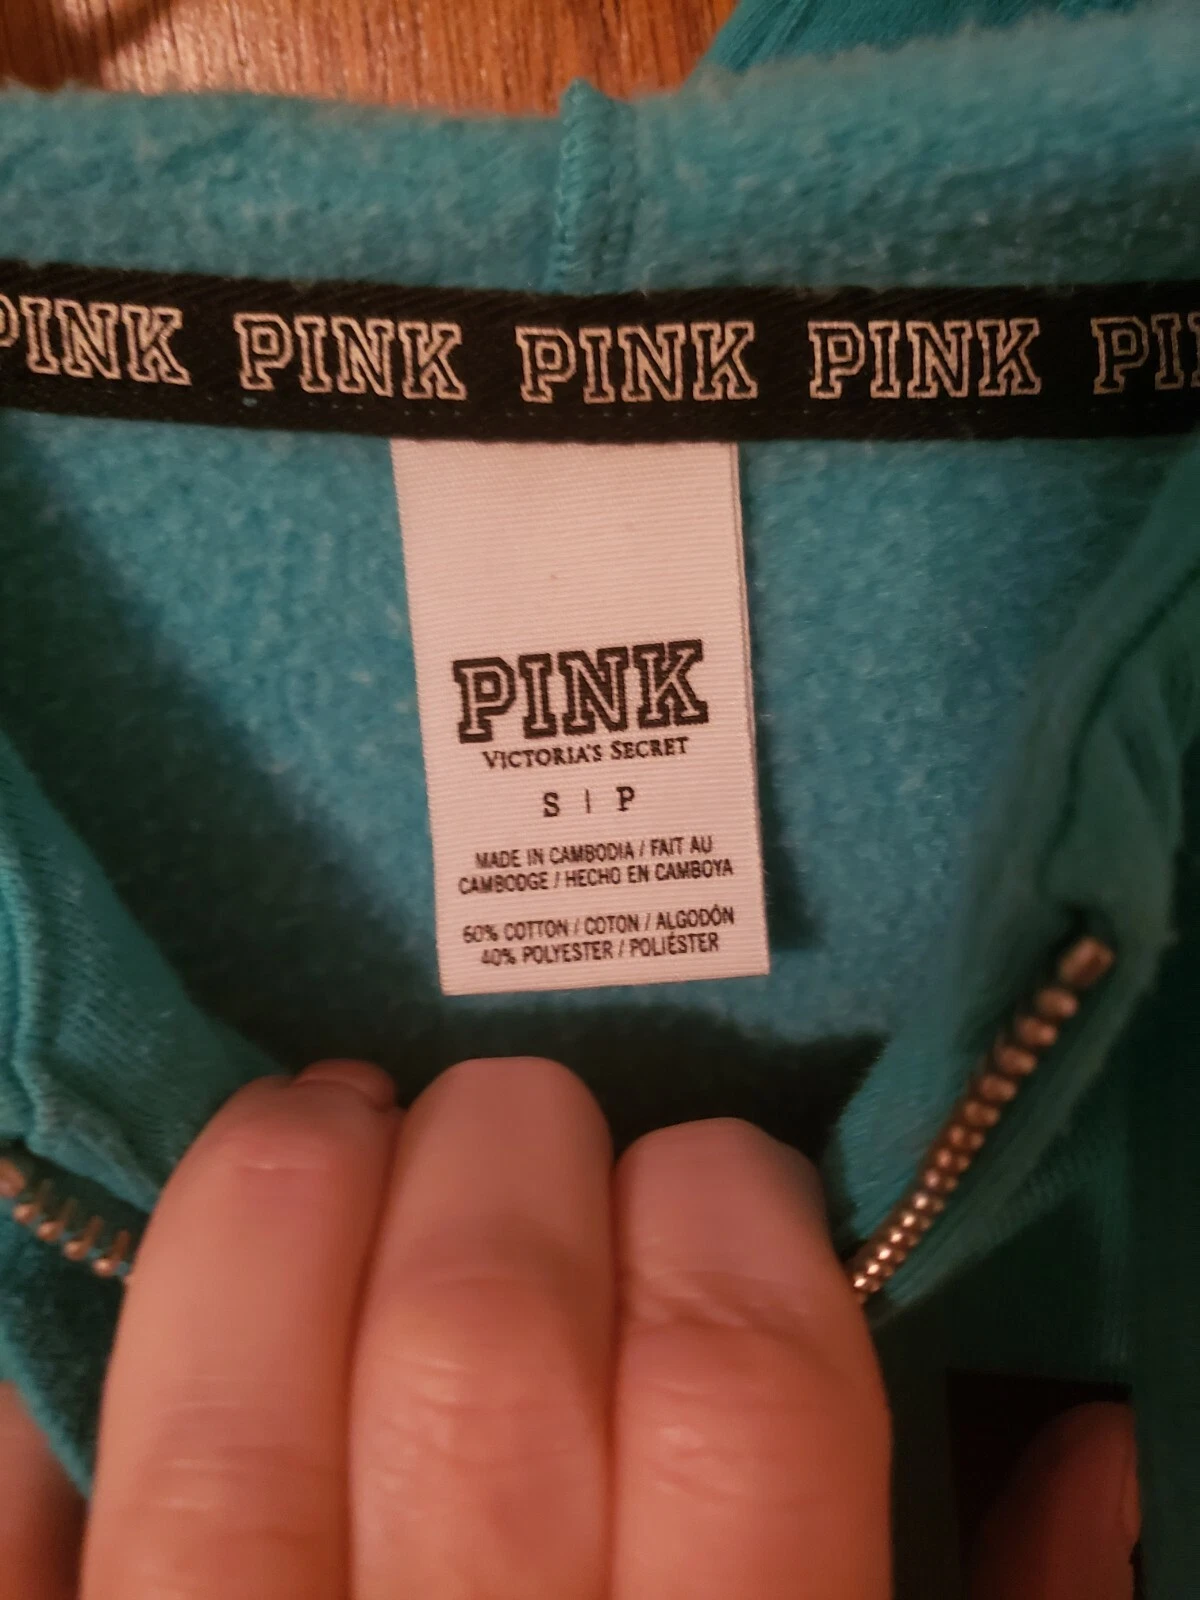 PINK PINK PINK PINK PI
PINK
VICTORIA'S SECRET
S | P
MADE IN CAMBODIA / FAIT AU
CAMBODGE / HECHO EN CAMBOYA
60% COTTON / COTON / ALGODÓN
40% POLYESTER / POLIÉSTER